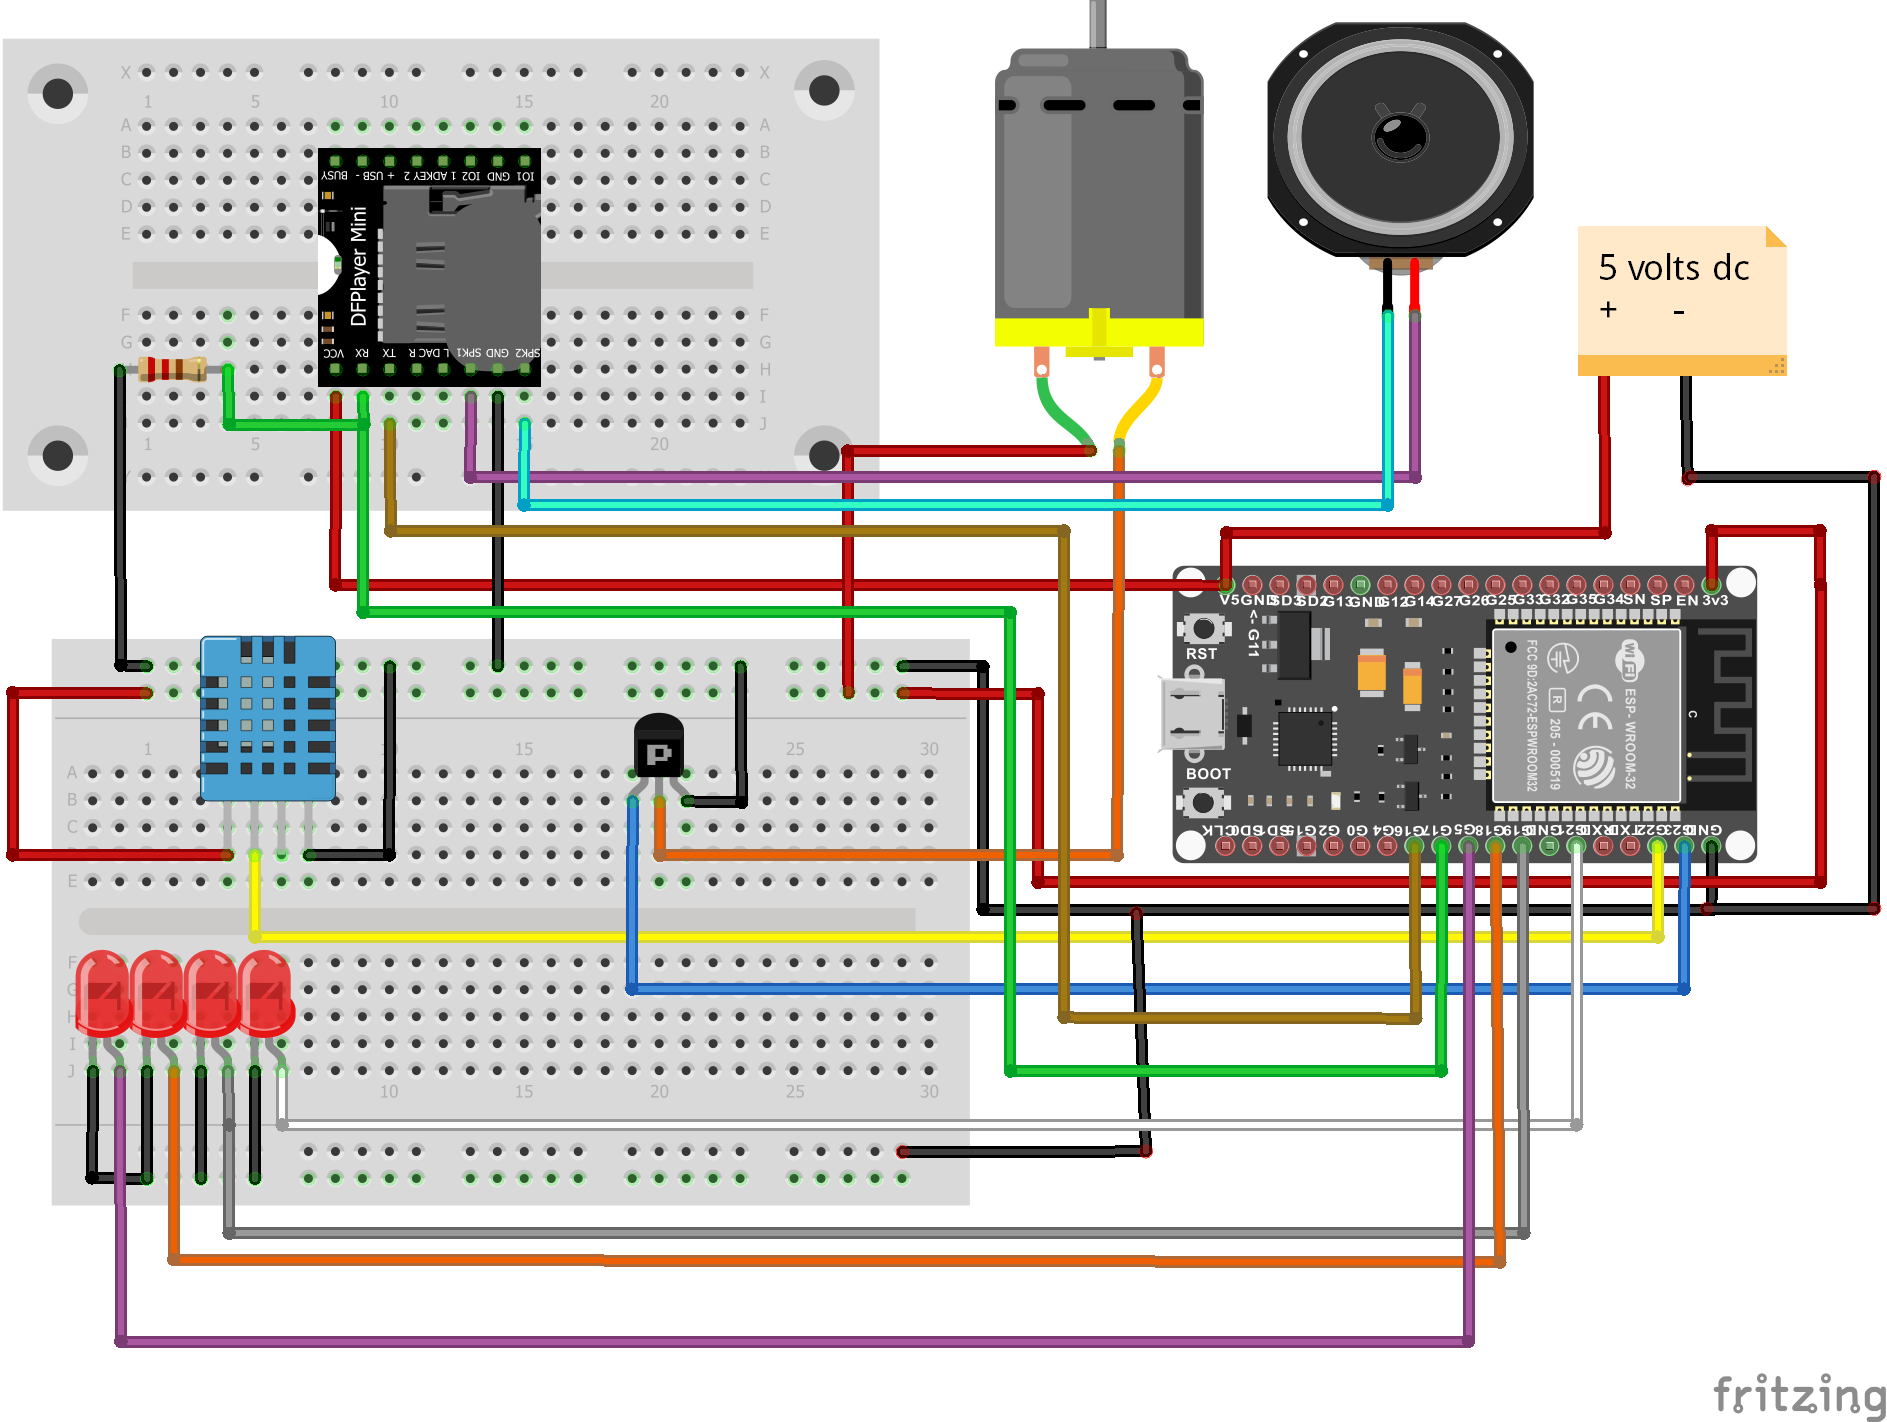 X X
1 5 10 15 20
A A
B B
C C
D D
E E
BUSY USB - USB + ADKEY 2 ADKEY 1 IO2 GND IO1
DFPlayer Mini
VCC RX TX DAC R DAC L SPK1 GND SPK2
F F
G G
H H
I I
J J
1 5 20
5 volts dc
+ -
V5 GND SD3 SD2 G13 GND G12 G14 G27 G26 G25 G33 G32 G35 G34 SN SP EN 3v3
<- G11
RST
BOOT
WiFi
ESP-WROOM-32
CE
R
205 - 000519
FCC 9D:2AC72-ESPWROOM32
C
CLK SD0 SD1 G15 G2 G0 G4 G16 G17 G5 G18 G19 GND G21 RXD TXD G22 G23 GND
1 15 25 30
A A
B B
C C
E E
P
F F
G G
H H
I I
J J
10 15 20 25 30
fritzing